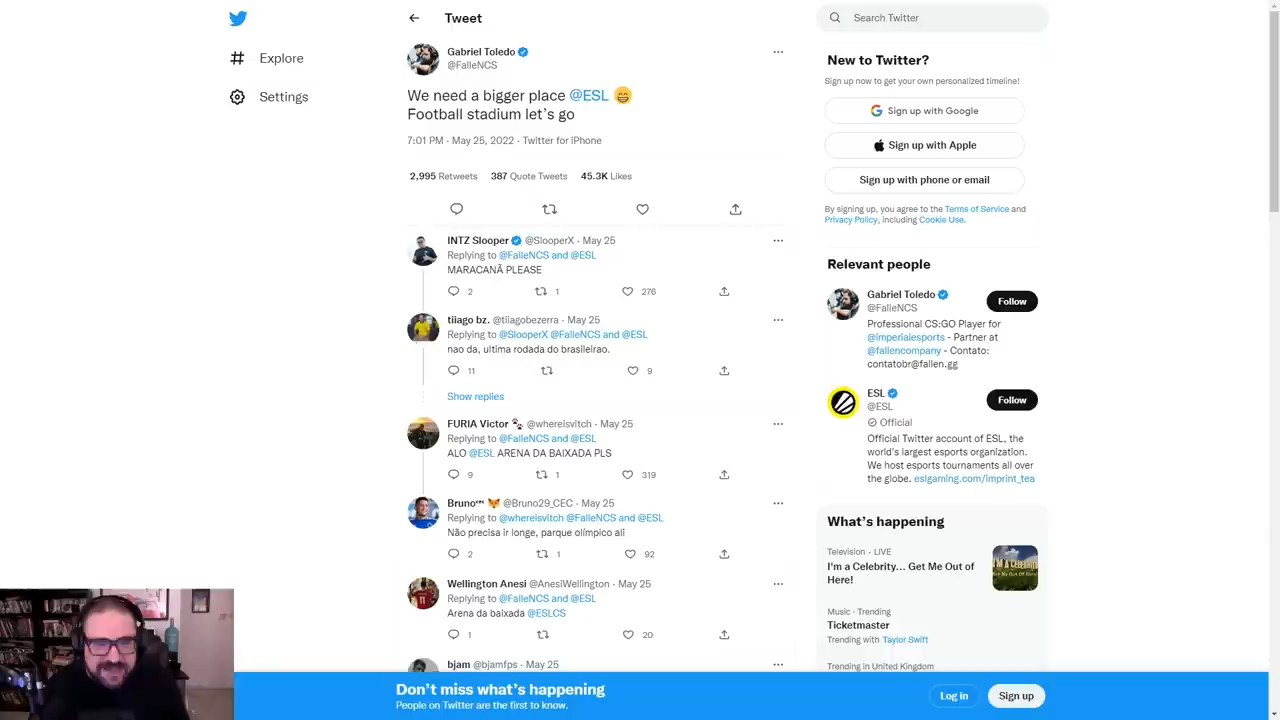 Explore
Settings
Tweet
Gabriel Toledo
@FalleNCS
We need a bigger place @ESL 😁
Football stadium let's go
7:01 PM · May 25, 2022 · Twitter for iPhone
2,995 Retweets 387 Quote Tweets 45.3K Likes
INTZ Slooper @SlooperX · May 25
Replying to @FalleNCS and @ESL
MARACANÃ PLEASE
2 1 276
tiiago bz. @tiiagobezerra · May 25
Replying to @SlooperX @FalleNCS and @ESL
nao da, ultima rodada do brasileirao.
11 9
Show replies
FURIA Victor 🐾 @whereisvitch · May 25
Replying to @FalleNCS and @ESL
ALO @ESL ARENA DA BAIXADA PLS
9 1 319
Bruno 🦊 @Bruno29_CEC · May 25
Replying to @whereisvitch @FalleNCS and @ESL
Não precisa ir longe, parque olímpico ali
2 1 92
Wellington Anesi @AnesiWellington · May 25
Replying to @FalleNCS and @ESL
Arena da baixada @ESLCS
1 20
bjam @bjamfps · May 25
Search Twitter
New to Twitter?
Sign up now to get your own personalized timeline!
Sign up with Google
Sign up with Apple
Sign up with phone or email
By signing up, you agree to the Terms of Service and
Privacy Policy, including Cookie Use.
Relevant people
Gabriel Toledo
@FalleNCS
Follow
Professional CS:GO Player for
@imperialesports - Partner at
@fallencompany - Contato:
contatobr@fallen.gg
ESL
@ESL
Follow
Official
Official Twitter account of ESL, the
world's largest esports organization.
We host esports tournaments all over
the globe. eslgaming.com/imprint_tea
What's happening
Television · LIVE
I'm a Celebrity... Get Me Out of
Here!
Music · Trending
Ticketmaster
Trending with Taylor Swift
Trending in United Kingdom
Don't miss what's happening
People on Twitter are the first to know.
Log in
Sign up